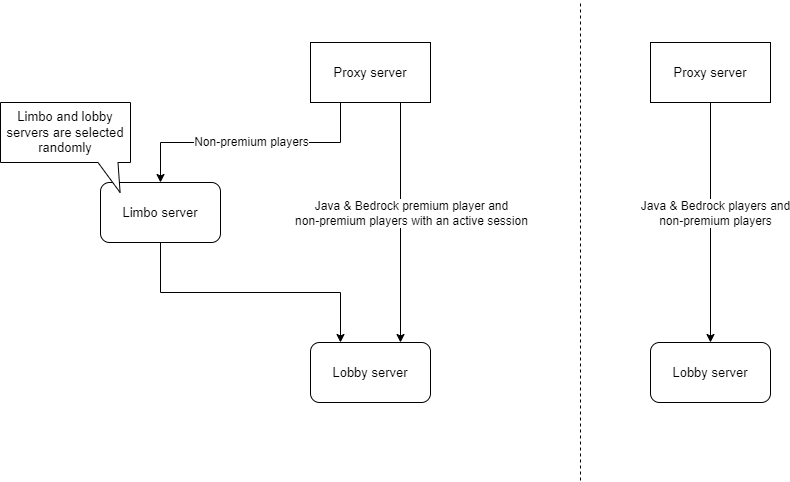 Proxy server
Proxy server
Limbo and lobby
servers are selected
randomly
Non-premium players
Limbo server
Java & Bedrock premium player and
non-premium players with an active session
Java & Bedrock players and
non-premium players
Lobby server
Lobby server